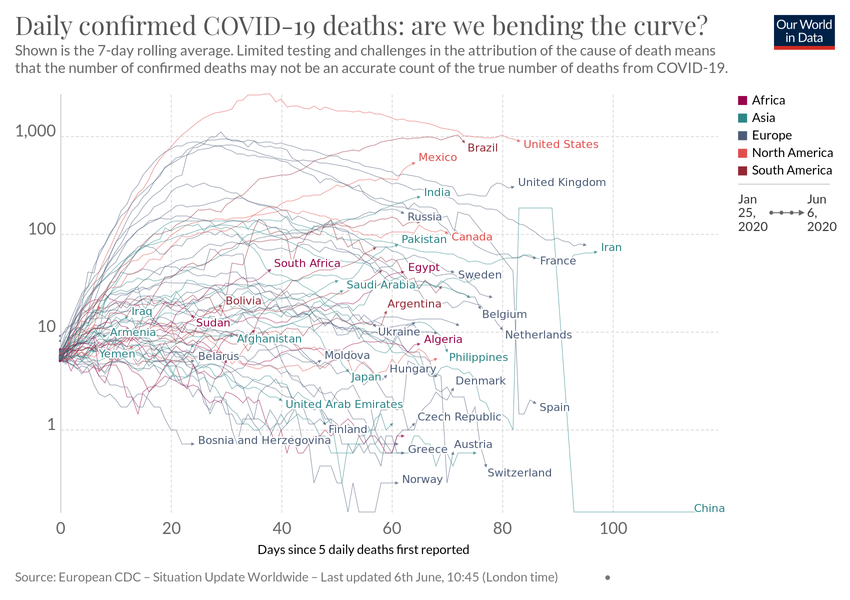 Daily confirmed COVID-19 deaths: are we bending the curve?
Shown is the 7-day rolling average. Limited testing and challenges in the attribution of the cause of death means
that the number of confirmed deaths may not be an accurate count of the true number of deaths from COVID-19.
Our World
in Data
Africa
Asia
Europe
North America
South America
Jan
25,
2020
Jun
6,
2020
1,000
100
10
1
United States
Brazil
Mexico
United Kingdom
India
Russia
Canada
Pakistan
Iran
France
South Africa
Egypt
Sweden
Saudi Arabia
Bolivia
Argentina
Iraq
Belgium
Sudan
Armenia
Ukraine
Netherlands
Afghanistan
Algeria
Yemen
Belarus
Moldova
Philippines
Hungary
Japan
Denmark
United Arab Emirates
Spain
Czech Republic
Finland
Bosnia and Herzegovina
Greece
Austria
Norway
Switzerland
China
0
20
40
60
80
100
Days since 5 daily deaths first reported
Source: European CDC – Situation Update Worldwide – Last updated 6th June, 10:45 (London time)